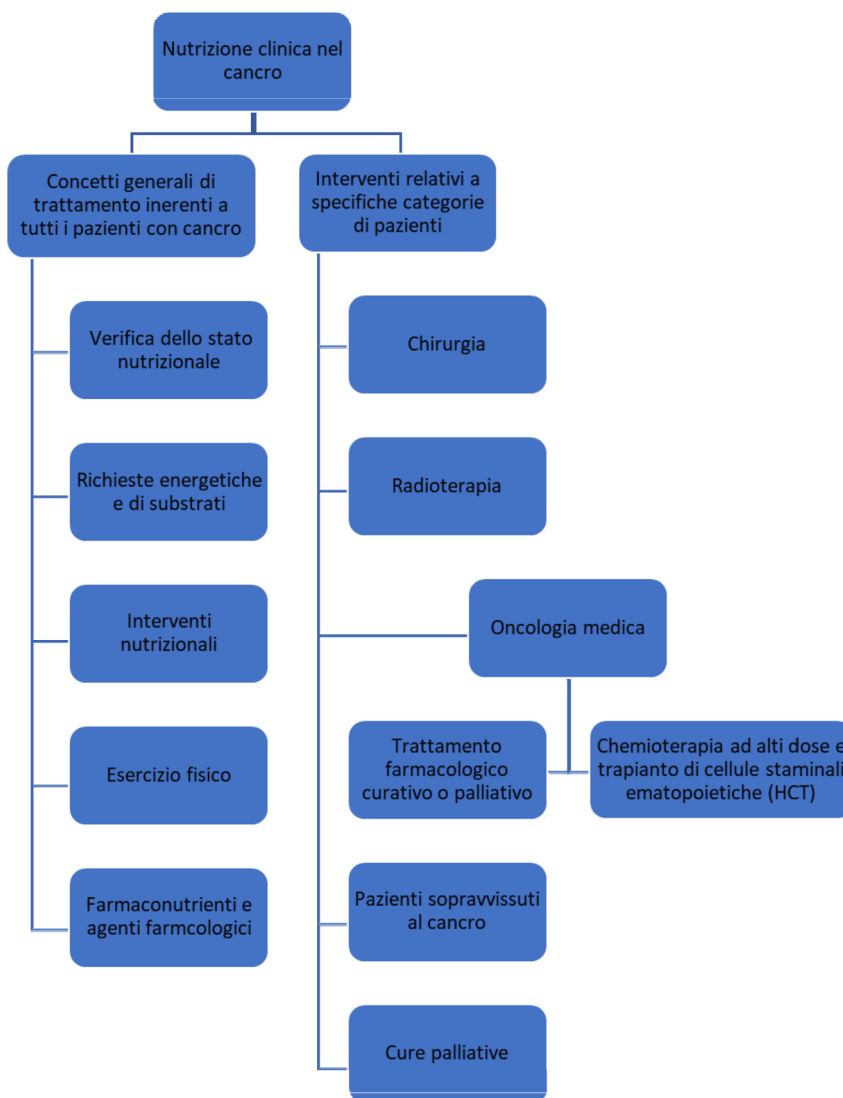 Nutrizione clinica nel
cancro
Concetti generali di
trattamento inerenti a
tutti i pazienti con cancro
Verifica dello stato
nutrizionale
Richieste energetiche
e di substrati
Interventi
nutrizionali
Esercizio fisico
Farmaconutrienti e
agenti farmcologici
Interventi relativi a
specifiche categorie
di pazienti
Chirurgia
Radioterapia
Oncologia medica
Trattamento
farmacologico
curativo o palliativo
Chemioterapia ad alti dose e
trapianto di cellule staminali
ematopoietiche (HCT)
Pazienti sopravvissuti
al cancro
Cure palliative